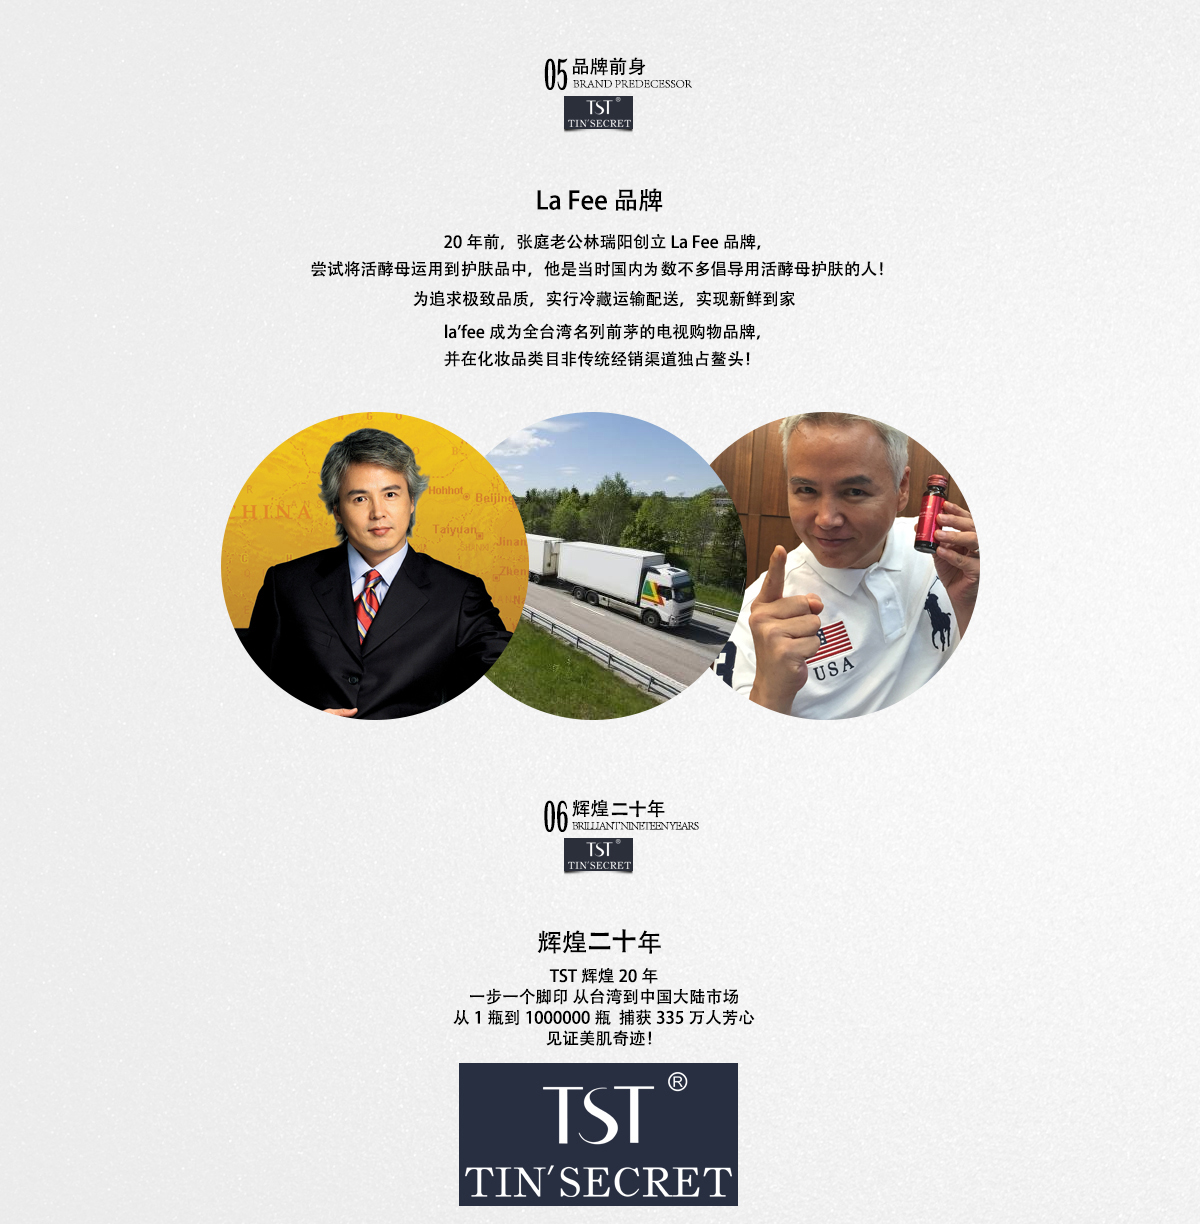 05 品牌前身
BRAND PREDECESSOR
TST®
TIN'SECRET
La Fee 品牌
20 年前，张庭老公林瑞阳创立 La Fee 品牌，
尝试将活酵母运用到护肤品中，他是当时国内为数不多倡导用活酵母护肤的人！
为追求极致品质，实行冷藏运输配送，实现新鲜到家
la'fee 成为全台湾名列前茅的电视购物品牌，
并在化妆品类目非传统经销渠道独占鳌头！
HINA
Hohhot
Beijing
Taiyuan
Jinan
Zhen
USA
06 辉煌二十年
BRILLIANT NINETEEN YEARS
TST®
TIN'SECRET
辉煌二十年
TST 辉煌 20 年
一步一个脚印 从台湾到中国大陆市场
从 1 瓶到 1000000 瓶 捕获 335 万人芳心
见证美肌奇迹！
TST®
TIN'SECRET